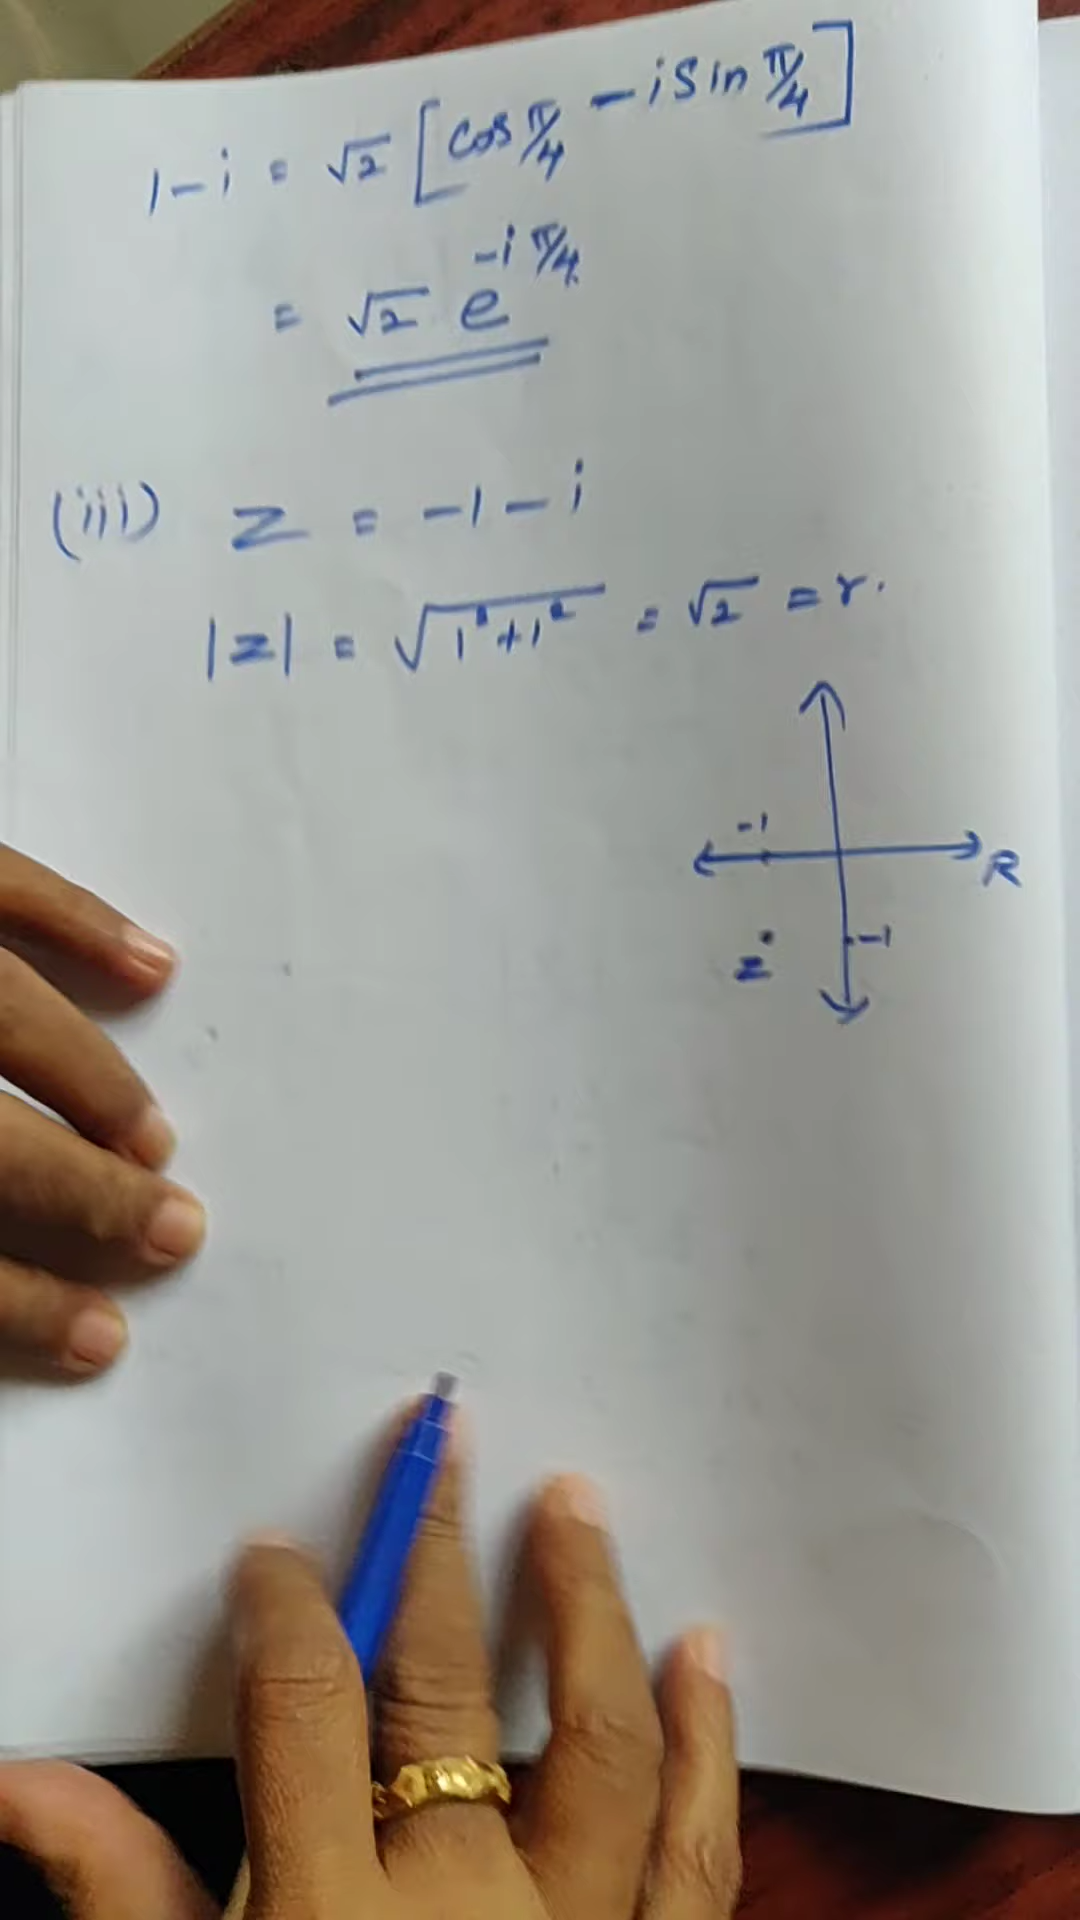 1-i = √2 [cos π/4 - i sin π/4]
= √2 e^{-i π/4}
(iii) z = -1-i
|z| = √(1²+1²) = √2 = r.
-1
R
-1
z